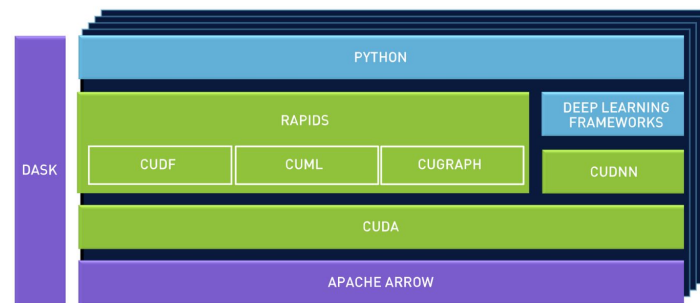 PYTHON
RAPIDS
DEEP LEARNING
FRAMEWORKS
DASK
CUDF
CUML
CUGRAPH
CUDNN
CUDA
APACHE ARROW